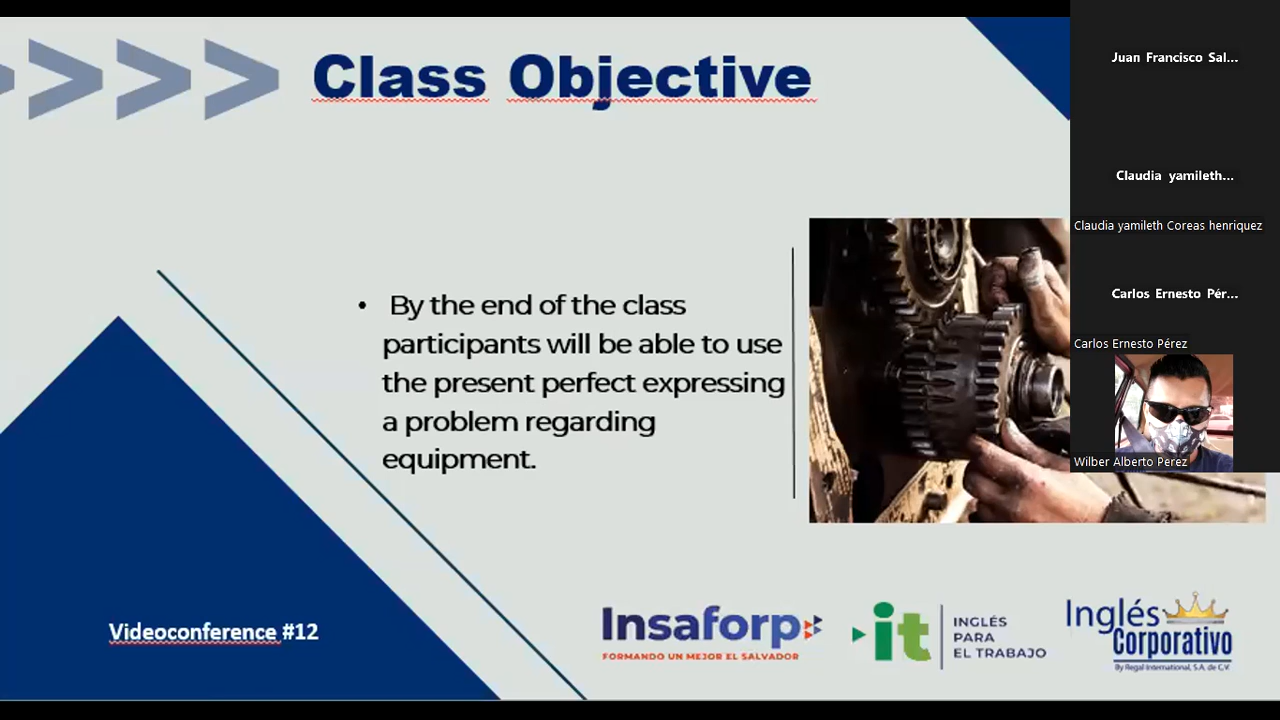 Class Objective
• By the end of the class
participants will be able to use
the present perfect expressing
a problem regarding
equipment.
Videoconference #12
Insaforp
FORMANDO UN MEJOR EL SALVADOR
it
INGLÉS
PARA
EL TRABAJO
Inglés
Corporativo
By Regal International, S.A. de C.V.
Juan Francisco Sal...
Claudia yamileth...
Claudia yamileth Coreas henriquez
Carlos Ernesto Pér...
Carlos Ernesto Pérez
Wilber Alberto Perez